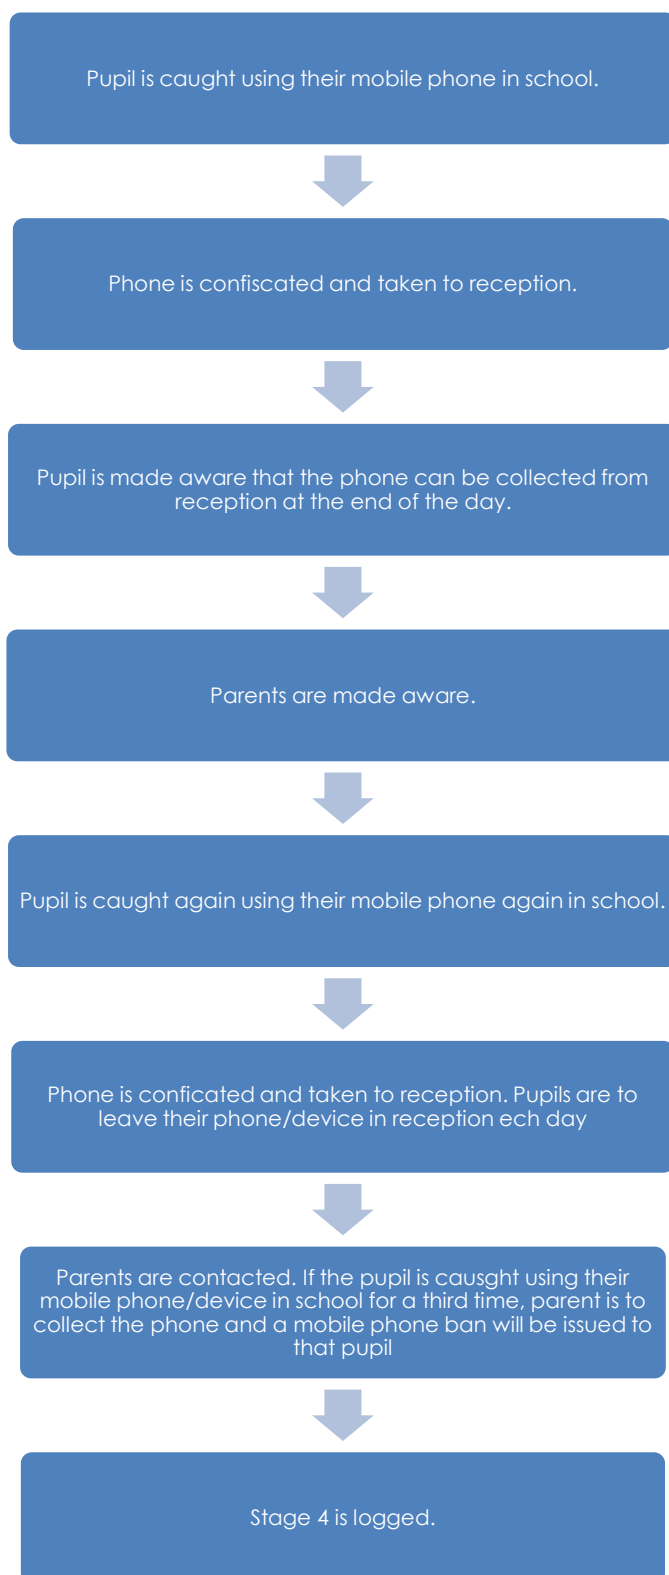 Pupil is caught using their mobile phone in school.
Phone is confiscated and taken to reception.
Pupil is made aware that the phone can be collected from
reception at the end of the day.
Parents are made aware.
Pupil is caught again using their mobile phone again in school.
Phone is conficated and taken to reception. Pupils are to
leave their phone/device in reception ech day
Parents are contacted. If the pupil is causght using their
mobile phone/device in school for a third time, parent is to
collect the phone and a mobile phone ban will be issued to
that pupil
Stage 4 is logged.